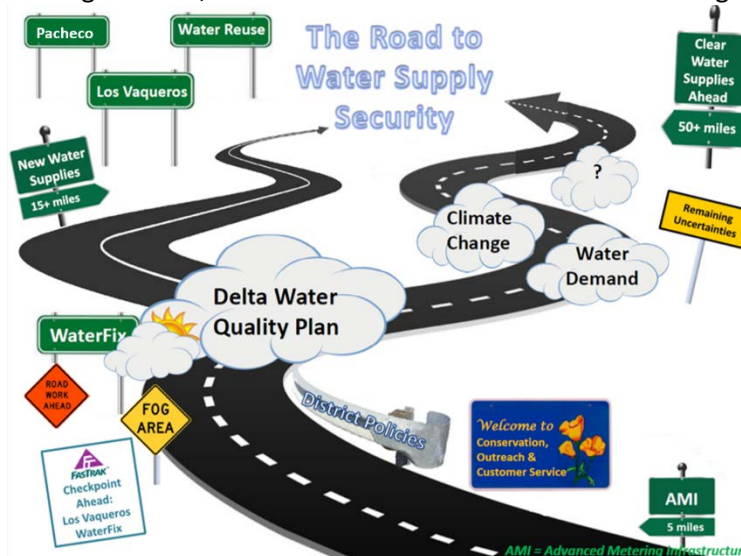 Pacheco
Water Reuse
Los Vaqueros
The Road to
Water Supply
Security
Clear
Water
Supplies
Ahead
50+ miles
New Water
Supplies
15+ miles
?
Climate
Change
Water
Demand
Remaining
Uncertainties
Delta Water
Quality Plan
WaterFix
ROAD
WORK
AHEAD
FOG
AREA
District Policies
Welcome to
Conservation,
Outreach &
Customer Service
FASTRAK
Checkpoint
Ahead:
Los Vaqueros
WaterFix
AMI
5 miles
AMI = Advanced Metering Infrastructure